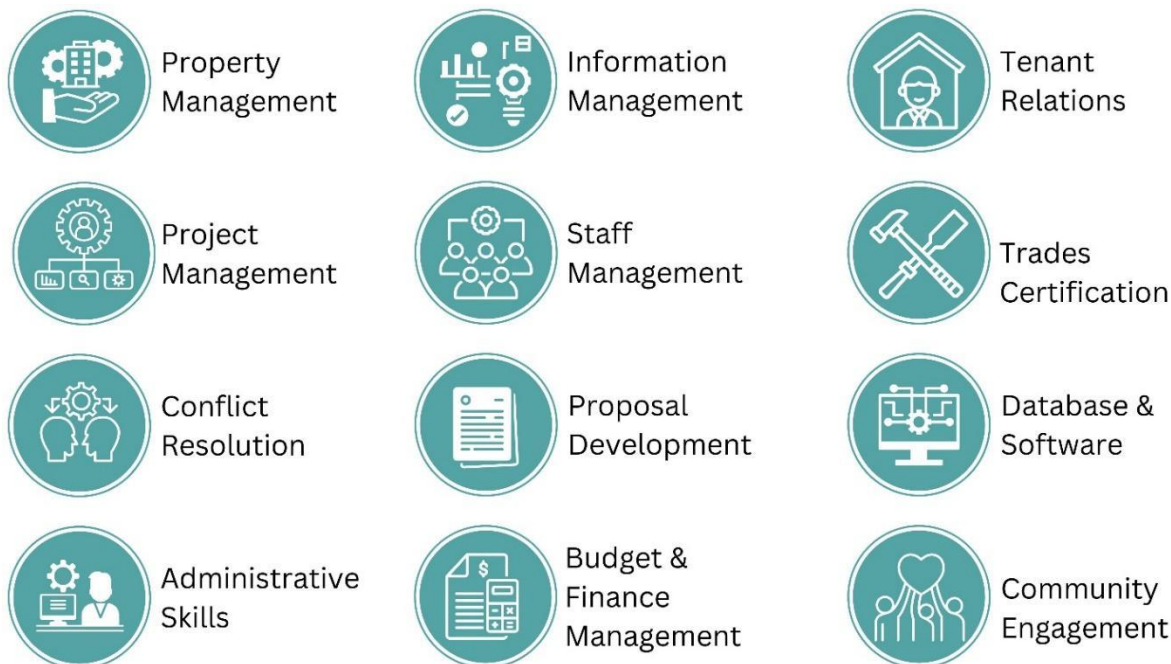 Property
Management
Information
Management
Tenant
Relations
Project
Management
Staff
Management
Trades
Certification
Conflict
Resolution
Proposal
Development
Database &
Software
Administrative
Skills
$
Budget &
Finance
Management
Community
Engagement